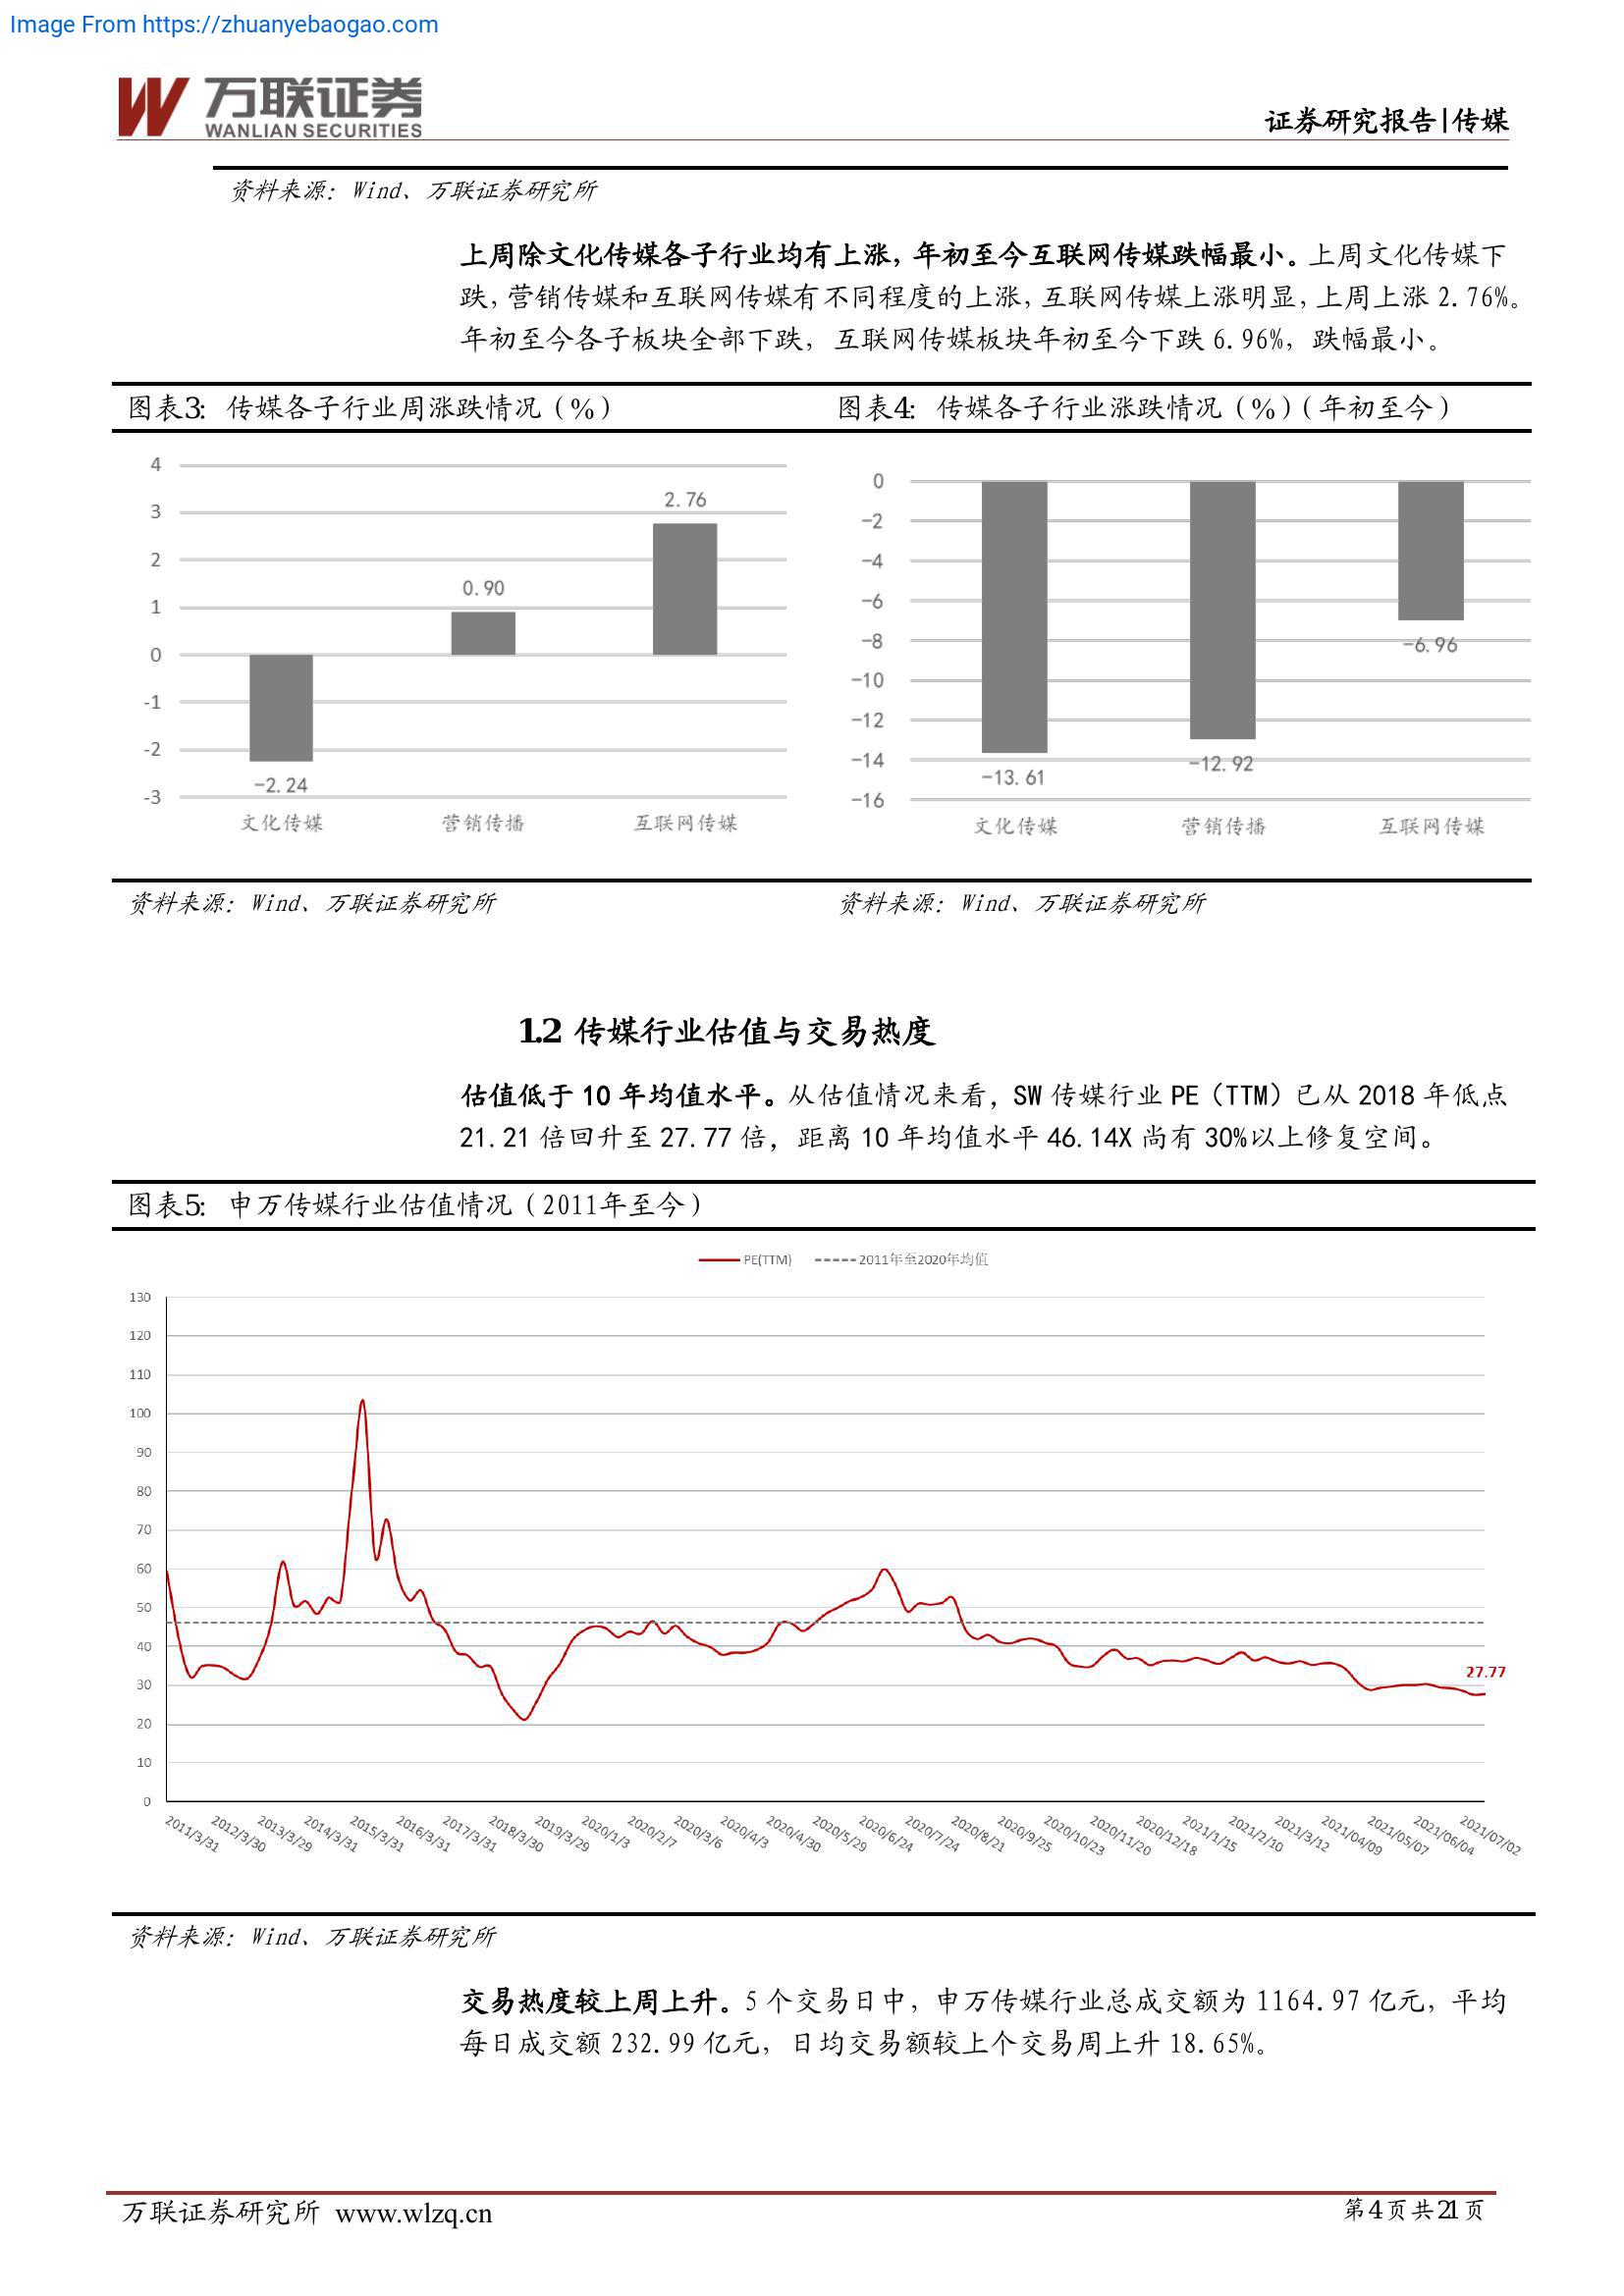 Image From https://zhuanyebaogao.com
万联证券
WANLIAN SECURITIES
证券研究报告|传媒
资料来源：Wind、万联证券研究所
上周除文化传媒各子行业均有上涨，年初至今互联网传媒跌幅最小。上周文化传媒下
跌，营销传媒和互联网传媒有不同程度的上涨，互联网传媒上涨明显，上周上涨 2.76%。
年初至今各子板块全部下跌，互联网传媒板块年初至今下跌 6.96%，跌幅最小。
图表3: 传媒各子行业周涨跌情况（%）
4
3
2
1
0
-1
-2
-3
-2.24
0.90
2.76
文化传媒 营销传播 互联网传媒
资料来源：Wind、万联证券研究所
图表4: 传媒各子行业涨跌情况（%）（年初至今）
0
-2
-4
-6
-8
-10
-12
-14
-16
-13.61
-12.92
-6.96
文化传媒 营销传播 互联网传媒
资料来源：Wind、万联证券研究所
1.2 传媒行业估值与交易热度
估值低于 10 年均值水平。从估值情况来看，SW 传媒行业 PE（TTM）已从 2018 年低点
21.21 倍回升至 27.77 倍，距离 10 年均值水平 46.14X 尚有 30%以上修复空间。
图表5: 申万传媒行业估值情况（2011年至今）
PE(TTM) 2011年至2020年均值
130
120
110
100
90
80
70
60
50
40
30
20
10
0
27.77
2011/3/31 2012/3/30 2013/3/29 2014/3/31 2015/3/31 2016/3/31 2017/3/31 2018/3/30 2019/3/29 2020/1/3 2020/2/7 2020/3/6 2020/4/3 2020/4/30 2020/5/29 2020/6/24 2020/7/24 2020/8/21 2020/9/25 2020/10/23 2020/11/20 2020/12/18 2021/1/15 2021/2/10 2021/3/12 2021/04/09 2021/05/07 2021/06/04 2021/07/02
资料来源：Wind、万联证券研究所
交易热度较上周上升。5 个交易日中，申万传媒行业总成交额为 1164.97 亿元，平均
每日成交额 232.99 亿元，日均交易额较上个交易周上升 18.65%。
万联证券研究所 www.wlzq.cn
第4页共21页